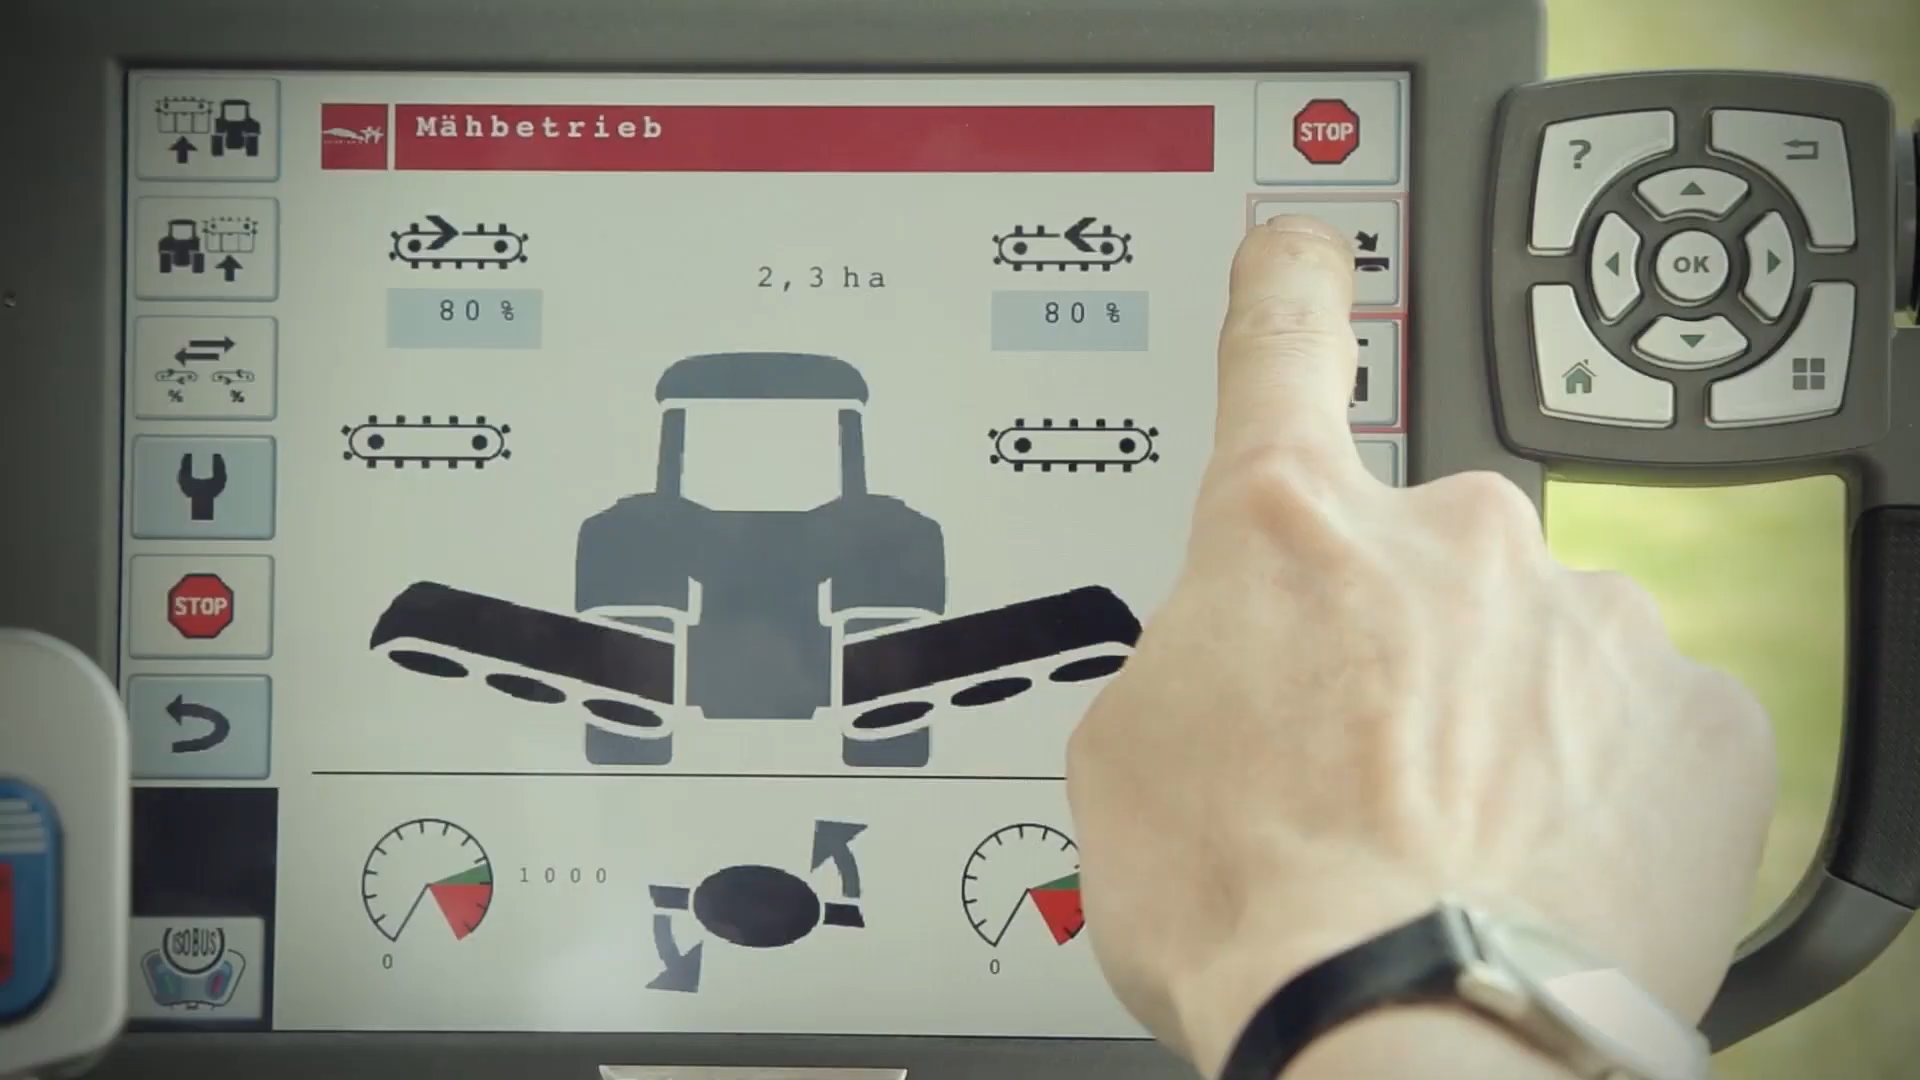 Mähbetrieb
STOP
2,3 ha
80 %
80 %
?
OK
% %
STOP
1000
0
0
ISOBUS